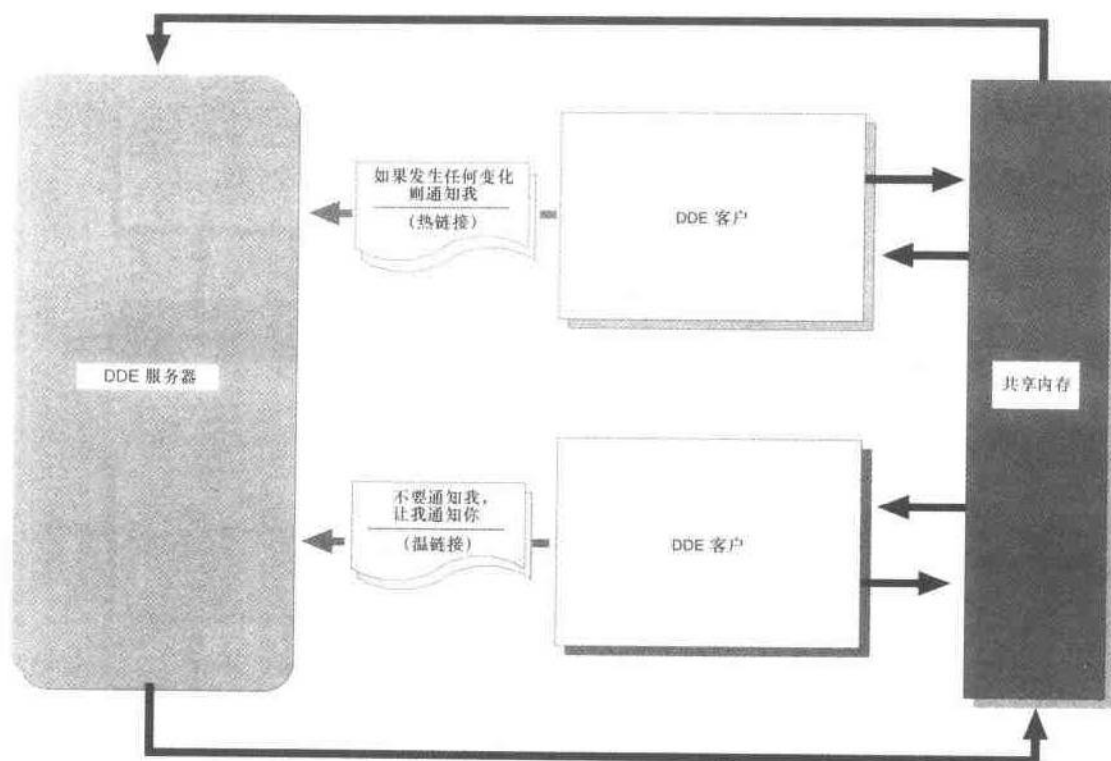 如果发生任何变化
则通知我
(热链接)
DDE 客户
DDE 服务器
共享内存
不要通知我，
让我通知你
(温链接)
DDE 客户